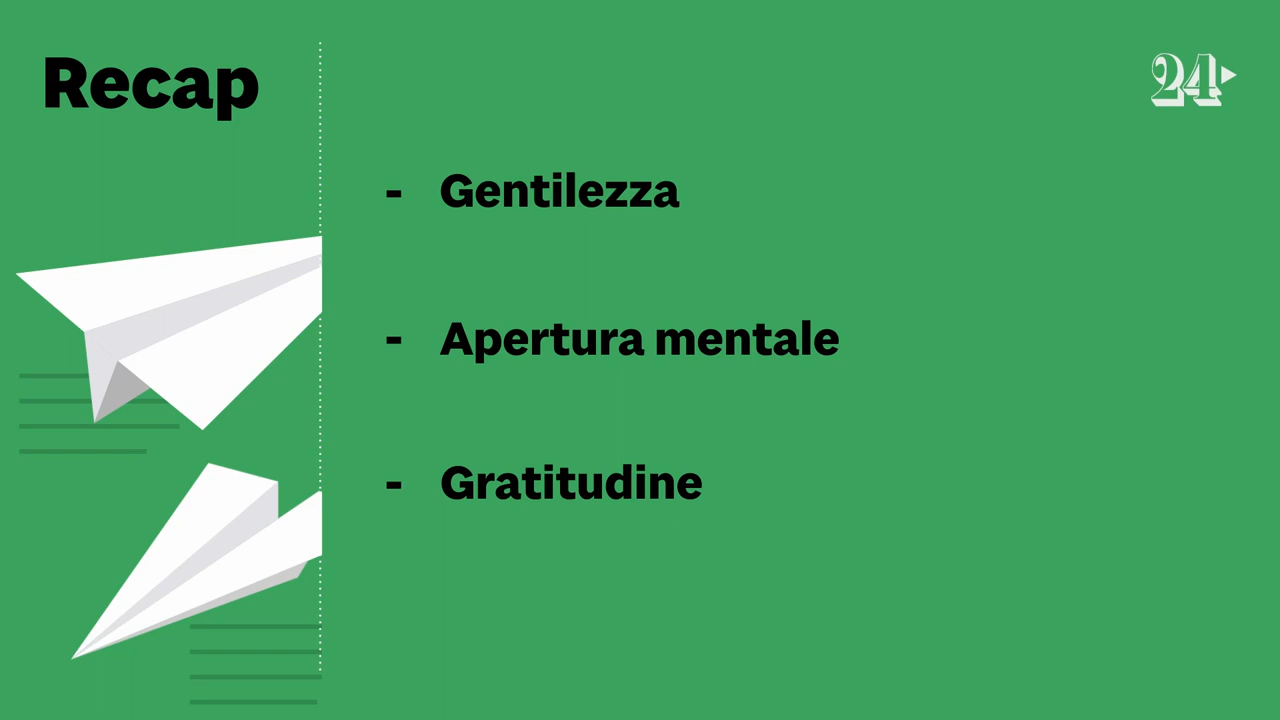 Recap
24
- Gentilezza
- Apertura mentale
- Gratitudine